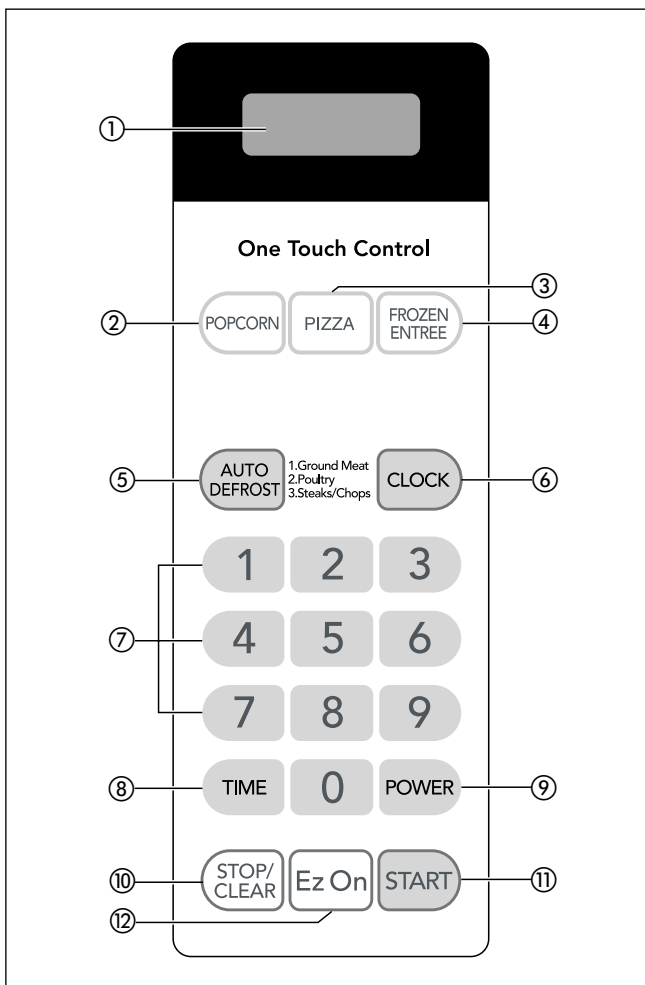 ①
One Touch Control
③
② POPCORN PIZZA FROZEN ENTREE ④
⑤ AUTO DEFROST
1.Ground Meat
2.Poultry
3.Steaks/Chops
CLOCK ⑥
1 2 3
⑦ 4 5 6
7 8 9
⑧ TIME 0 POWER ⑨
⑩ STOP/ CLEAR Ez On START ⑪
⑫